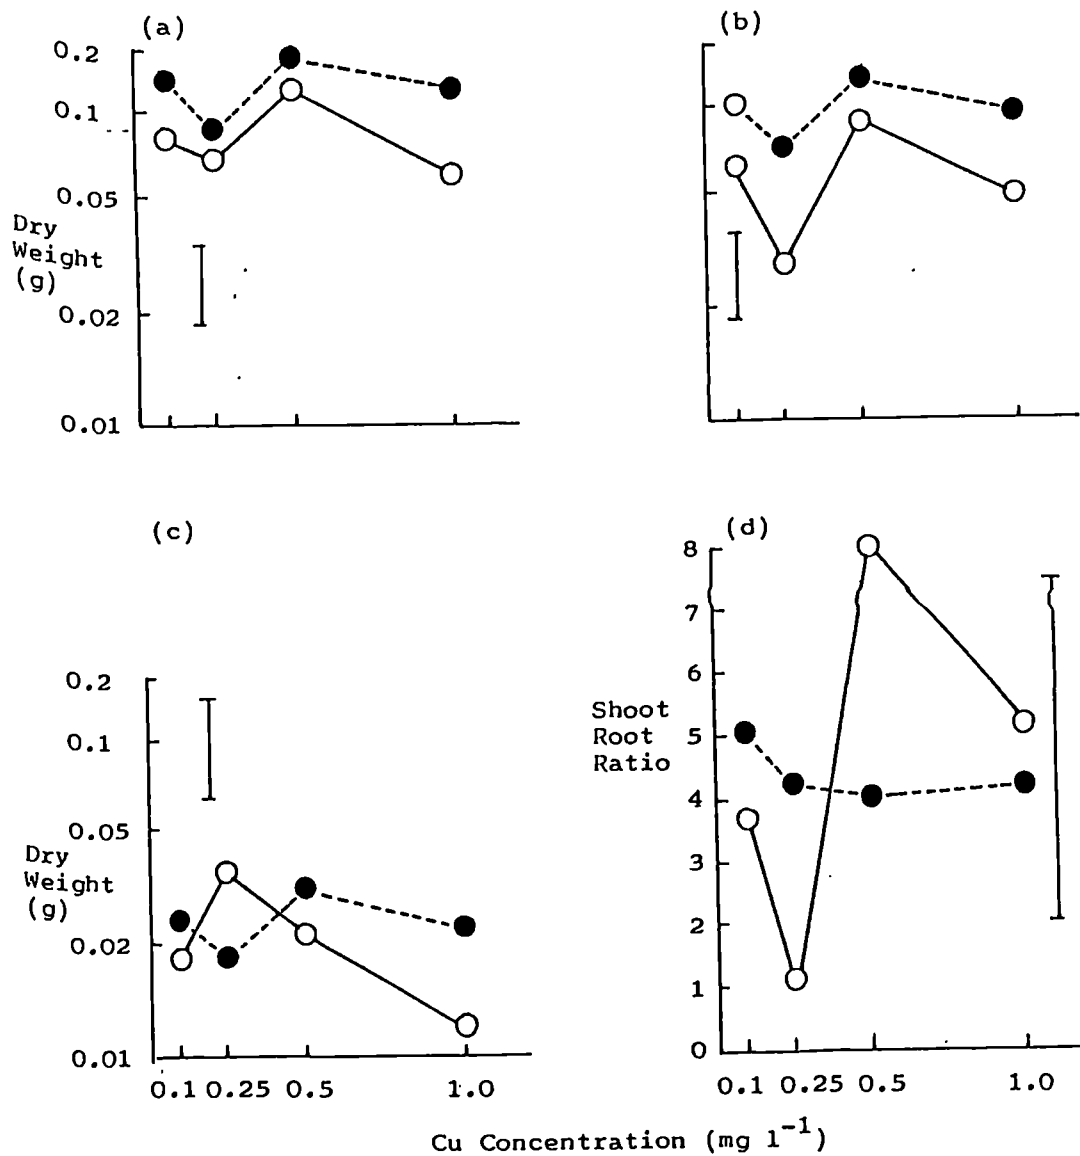 (a)
0.2
0.1
0.05
Dry
Weight
(g)
0.02
0.01
(b)
(c)
0.2
0.1
0.05
Dry
Weight
(g)
0.02
0.01
0.1 0.25 0.5 1.0
(d)
8
7
6
Shoot
Root
Ratio
5
4
3
2
1
0
0.1 0.25 0.5 1.0
Cu Concentration (mg l⁻¹)